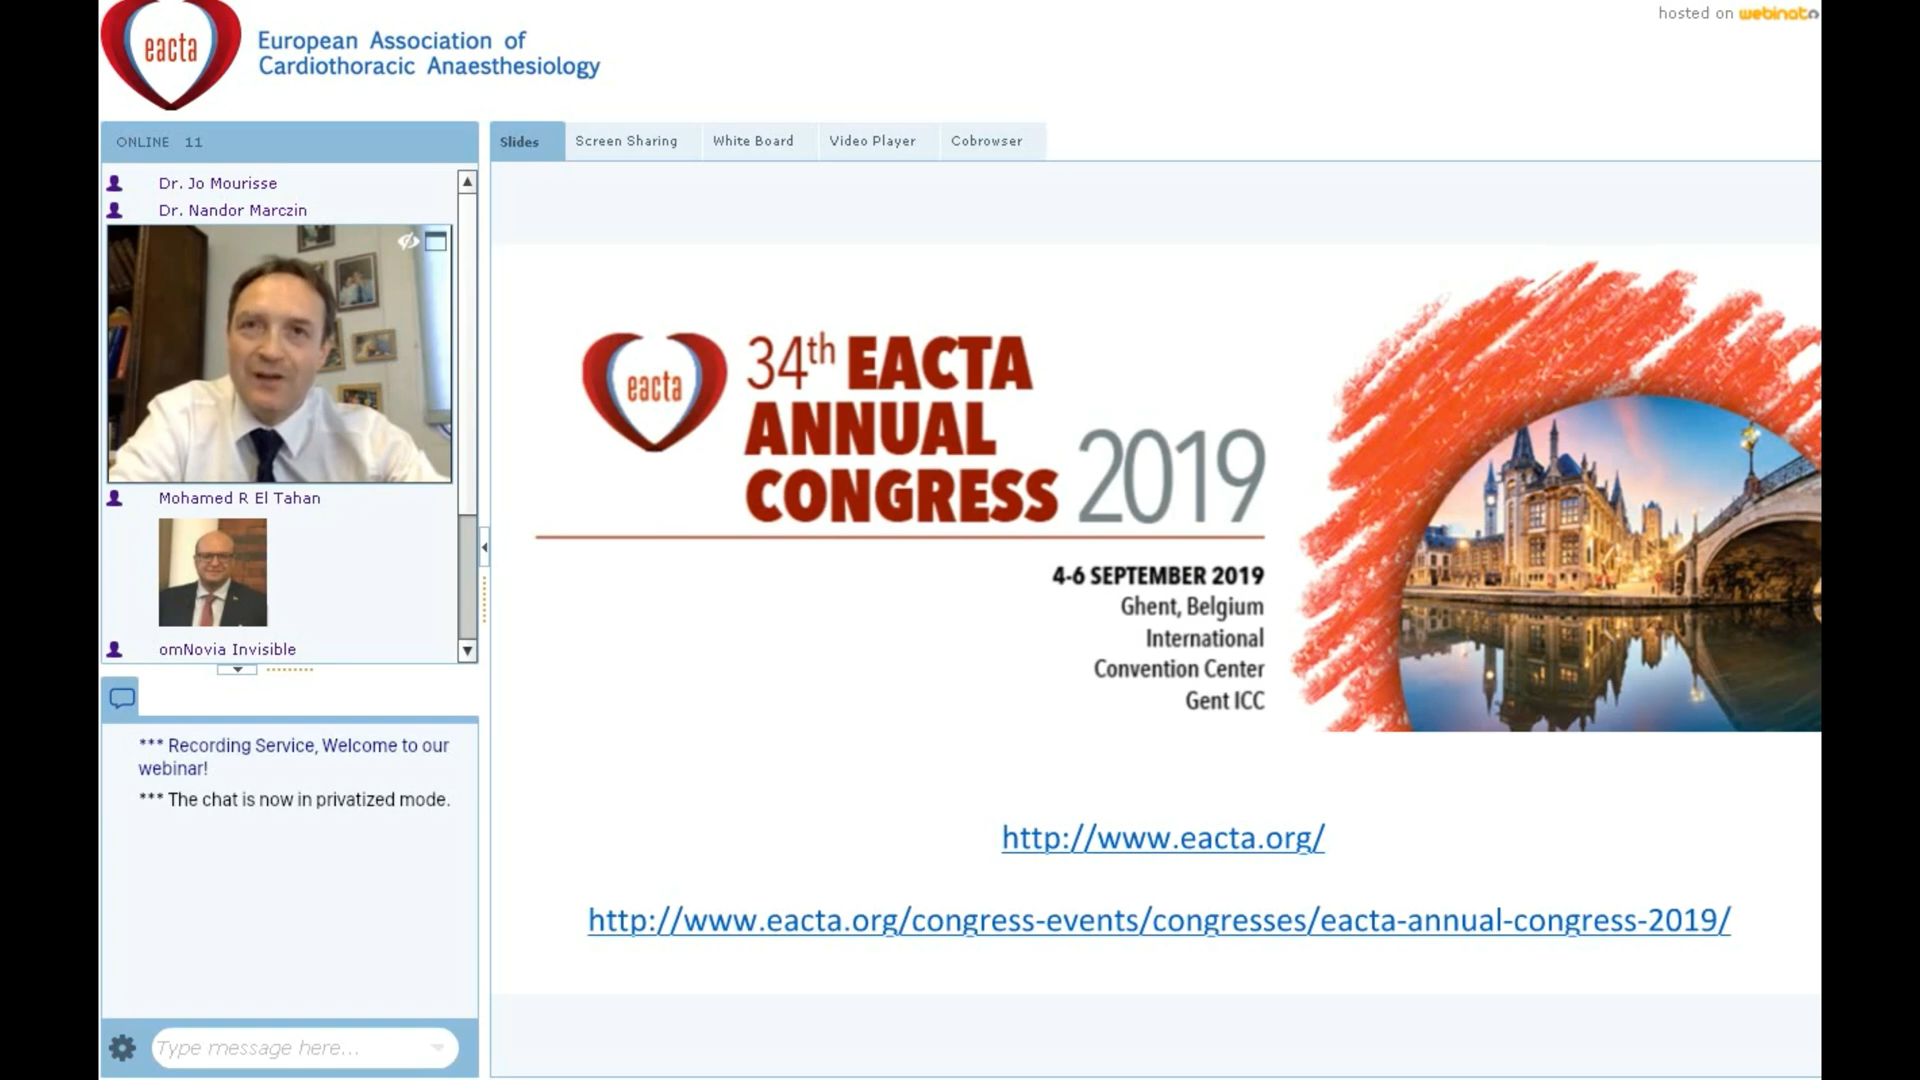 eacta
European Association of
Cardiothoracic Anaesthesiology
hosted on webinato
ONLINE 11
Dr. Jo Mourisse
Dr. Nandor Marczin
Mohamed R El Tahan
omNovia Invisible
*** Recording Service, Welcome to our
webinar!
*** The chat is now in privatized mode.
Type message here...
Slides
Screen Sharing
White Board
Video Player
Cobrowser
eacta
34th EACTA
ANNUAL
CONGRESS 2019
4-6 SEPTEMBER 2019
Ghent, Belgium
International
Convention Center
Gent ICC
http://www.eacta.org/
http://www.eacta.org/congress-events/congresses/eacta-annual-congress-2019/